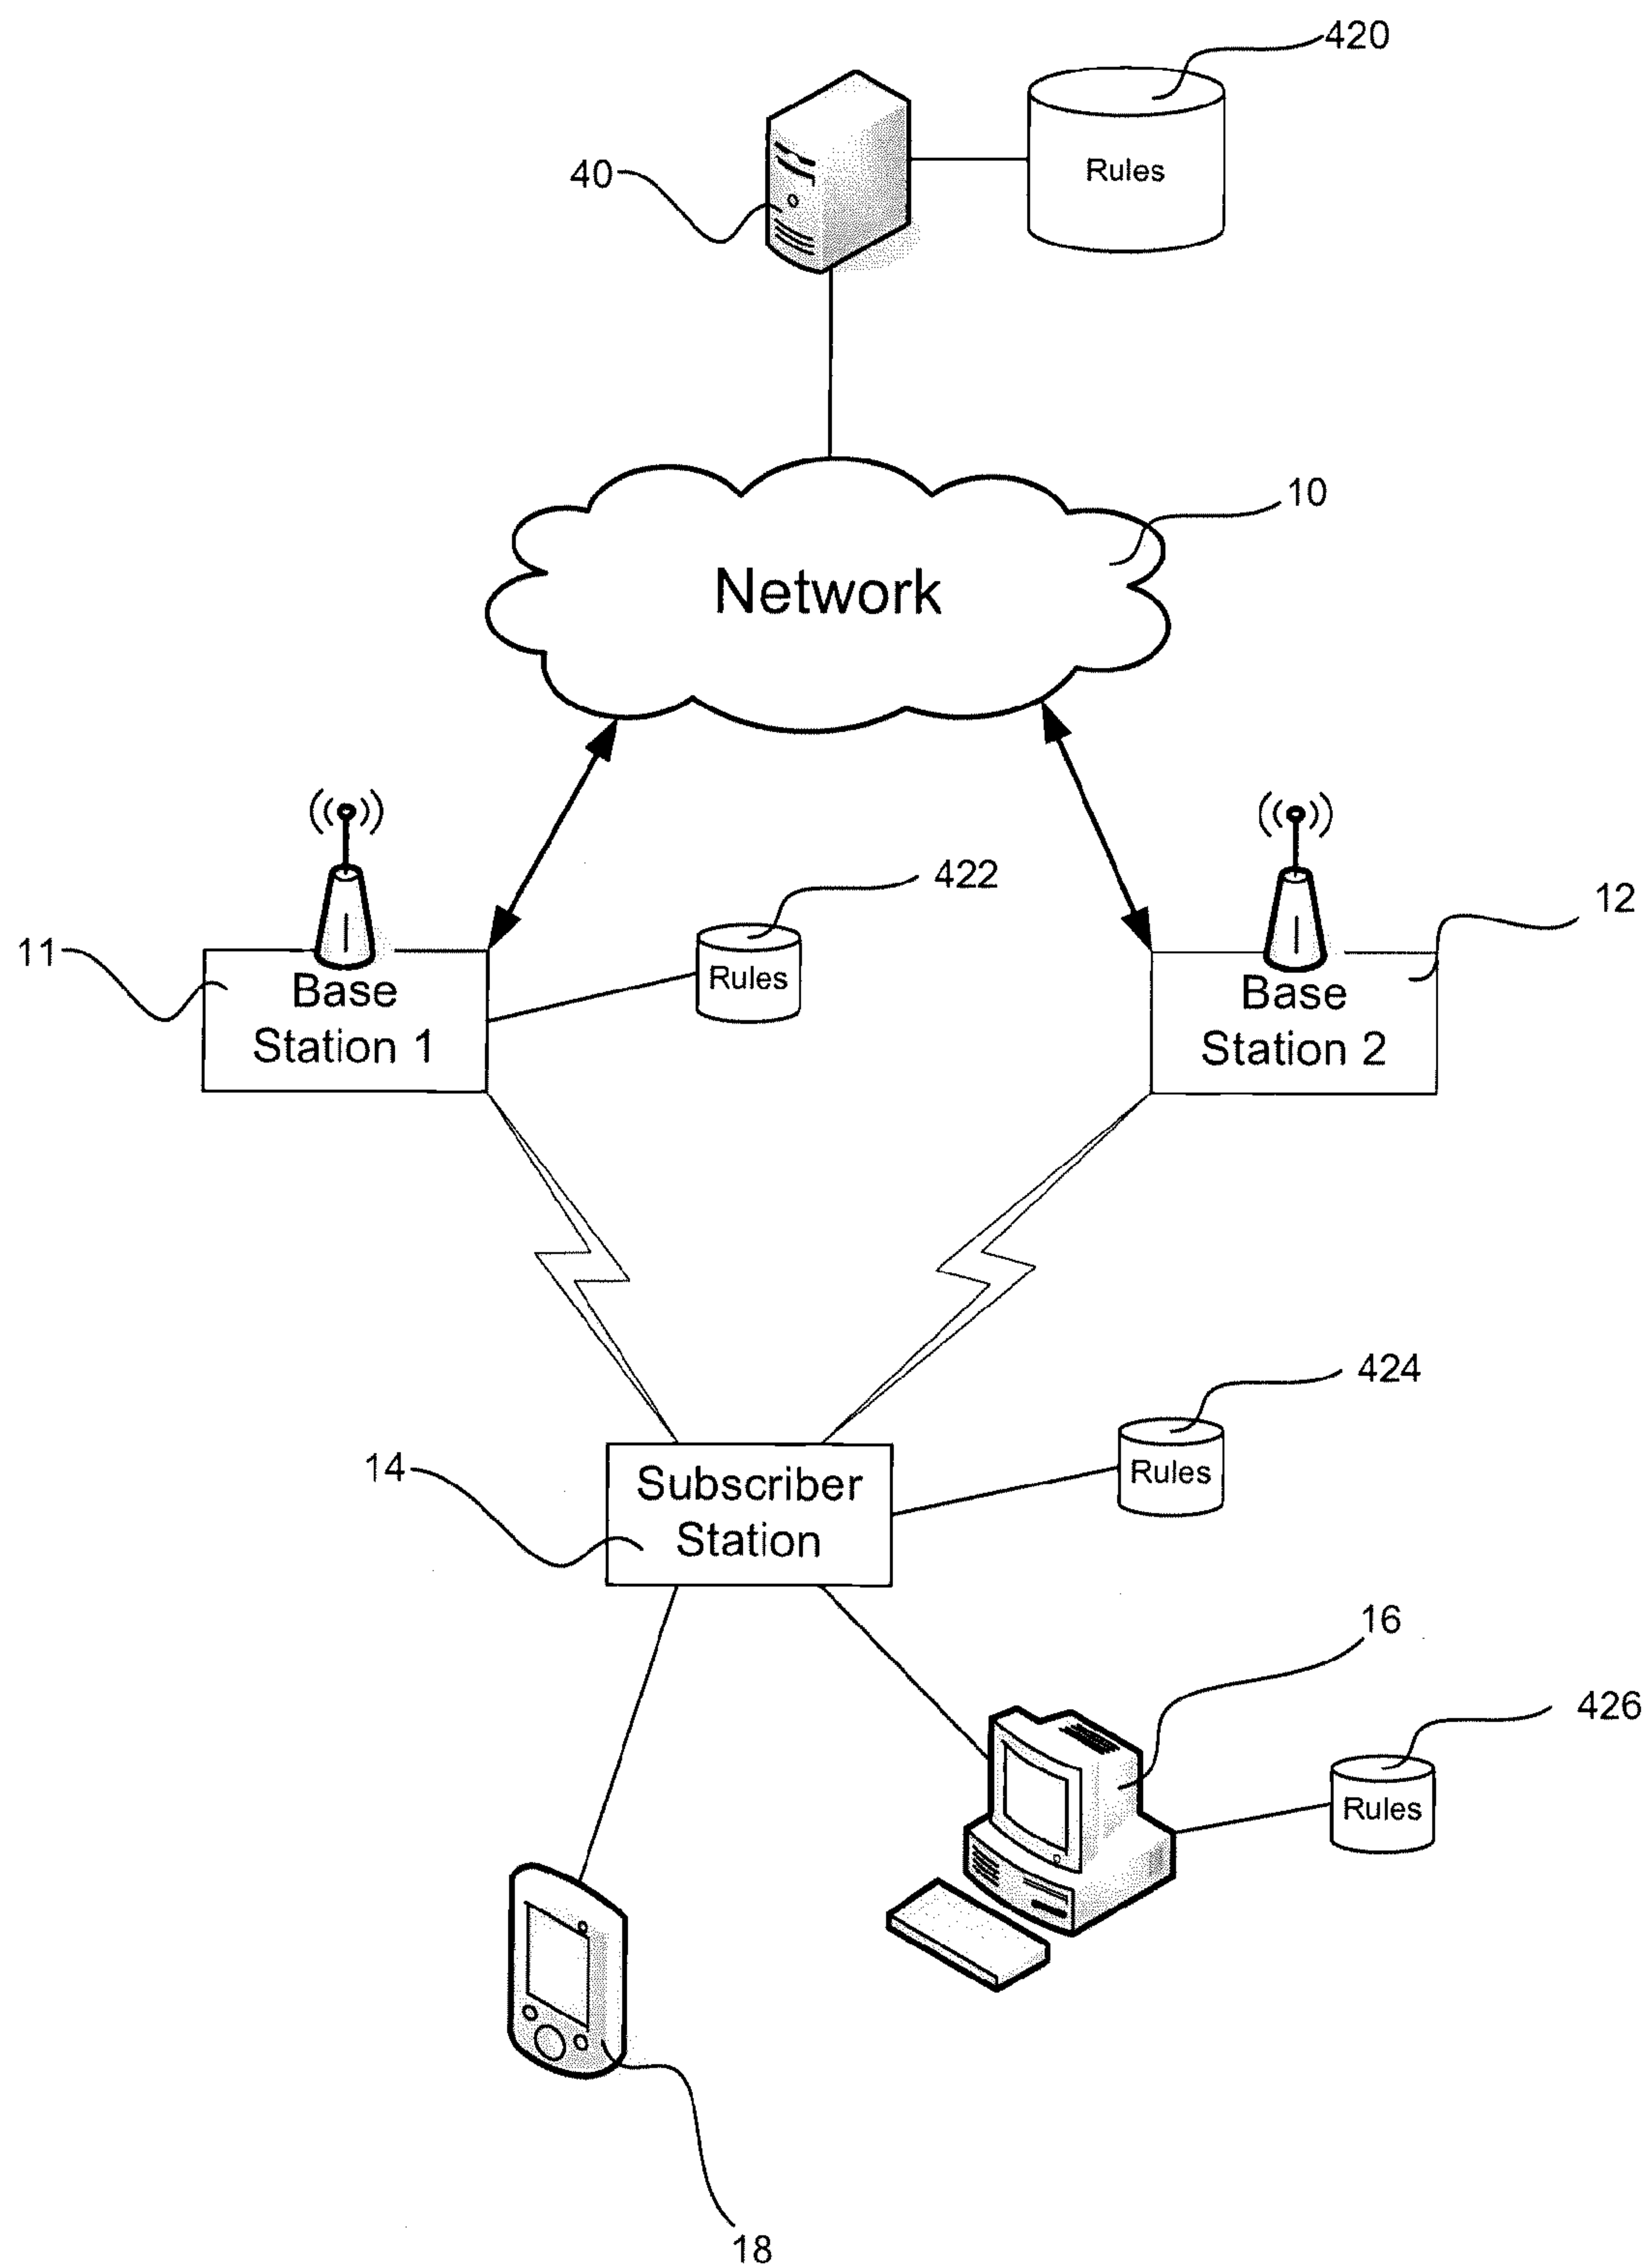 420
40
Rules
10
Network
422
12
11
Base
Station 1
Rules
Base
Station 2
424
14
Subscriber
Station
Rules
16
426
Rules
18